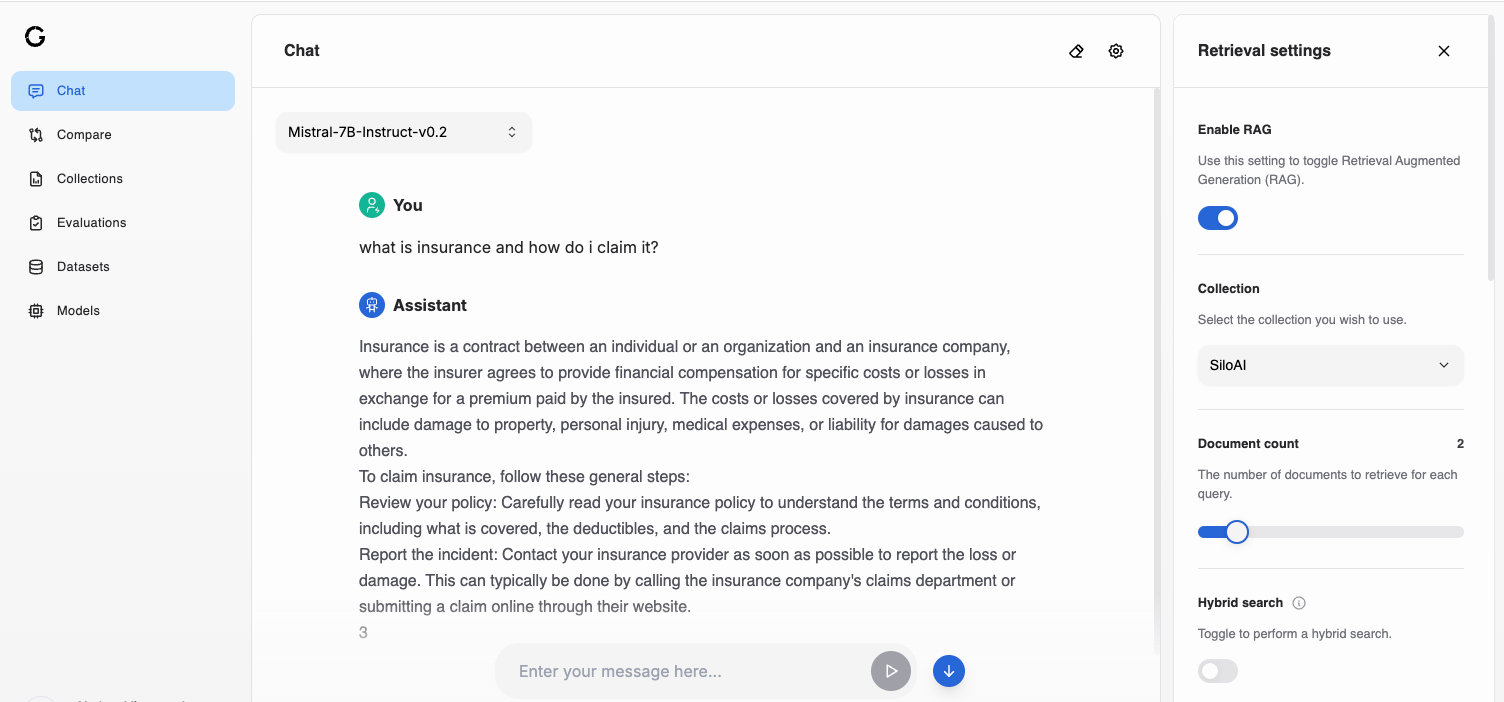 Chat
Compare
Collections
Evaluations
Datasets
Models
Chat
Mistral-7B-Instruct-v0.2
You
what is insurance and how do i claim it?
Assistant
Insurance is a contract between an individual or an organization and an insurance company,
where the insurer agrees to provide financial compensation for specific costs or losses in
exchange for a premium paid by the insured. The costs or losses covered by insurance can
include damage to property, personal injury, medical expenses, or liability for damages caused to
others.
To claim insurance, follow these general steps:
Review your policy: Carefully read your insurance policy to understand the terms and conditions,
including what is covered, the deductibles, and the claims process.
Report the incident: Contact your insurance provider as soon as possible to report the loss or
damage. This can typically be done by calling the insurance company's claims department or
submitting a claim online through their website.
3
Enter your message here...
Retrieval settings
Enable RAG
Use this setting to toggle Retrieval Augmented
Generation (RAG).
Collection
Select the collection you wish to use.
SiloAI
Document count 2
The number of documents to retrieve for each
query.
Hybrid search
Toggle to perform a hybrid search.